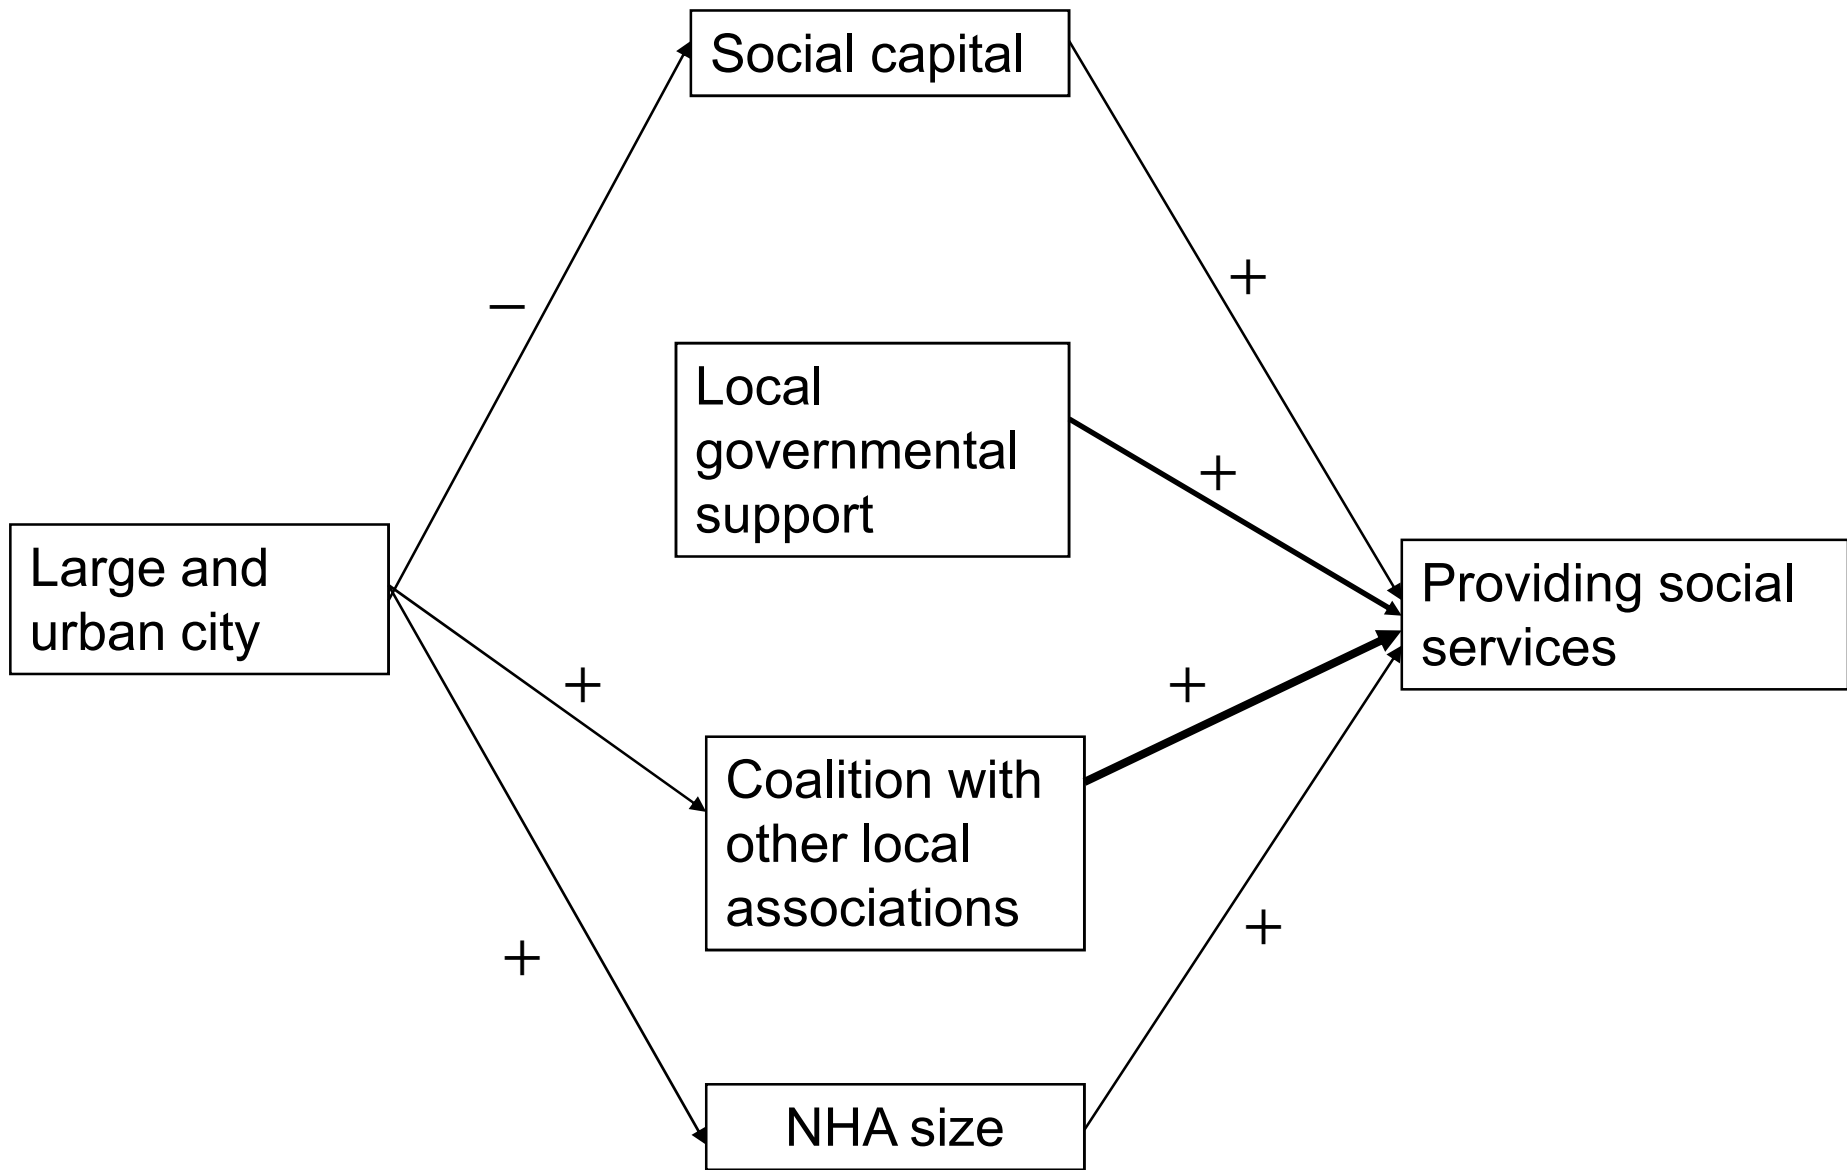 Social capital
−
+
Local
governmental
support
+
Large and
urban city
Providing social
services
+
+
Coalition with
other local
associations
+
+
NHA size